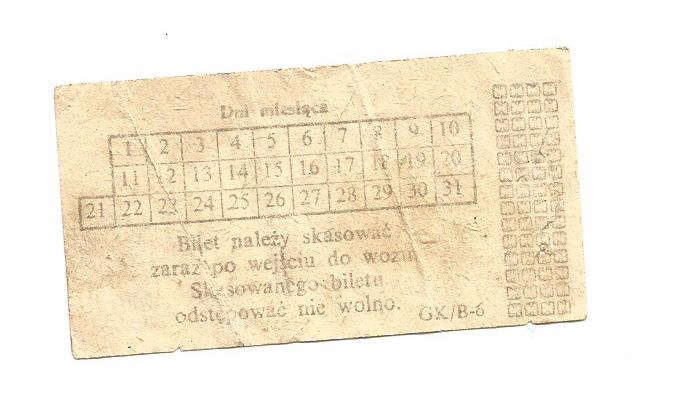 Dni miesiąca
1 2 3 4 5 6 7 8 9 10
11 12 13 14 15 16 17 18 19 20
21 22 23 24 25 26 27 28 29 30 31
Bilet należy skasować
zaraz po wejściu do wozu.
Skasowanego biletu
odstępować nie wolno.
GK/B-6